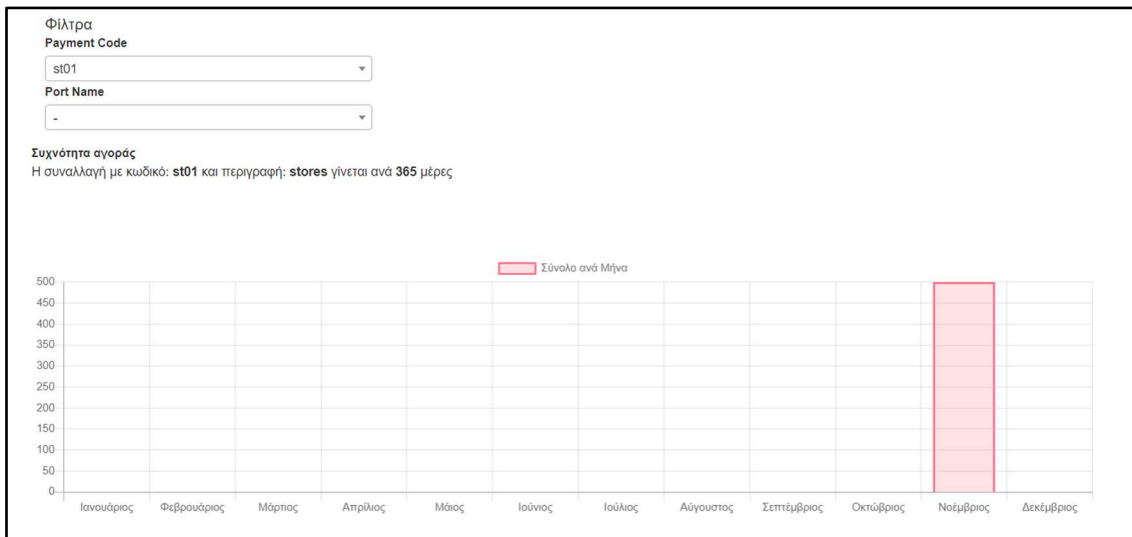 Φίλτρα
Payment Code
st01
Port Name
-
Συχνότητα αγοράς
Η συναλλαγή με κωδικό: st01 και περιγραφή: stores γίνεται ανά 365 μέρες
Σύνολο ανά Μήνα
500
450
400
350
300
250
200
150
100
50
0
Ιανουάριος Φεβρουάριος Μάρτιος Απρίλιος Μάιος Ιούνιος Ιούλιος Αύγουστος Σεπτέμβριος Οκτώβριος Νοέμβριος Δεκέμβριος